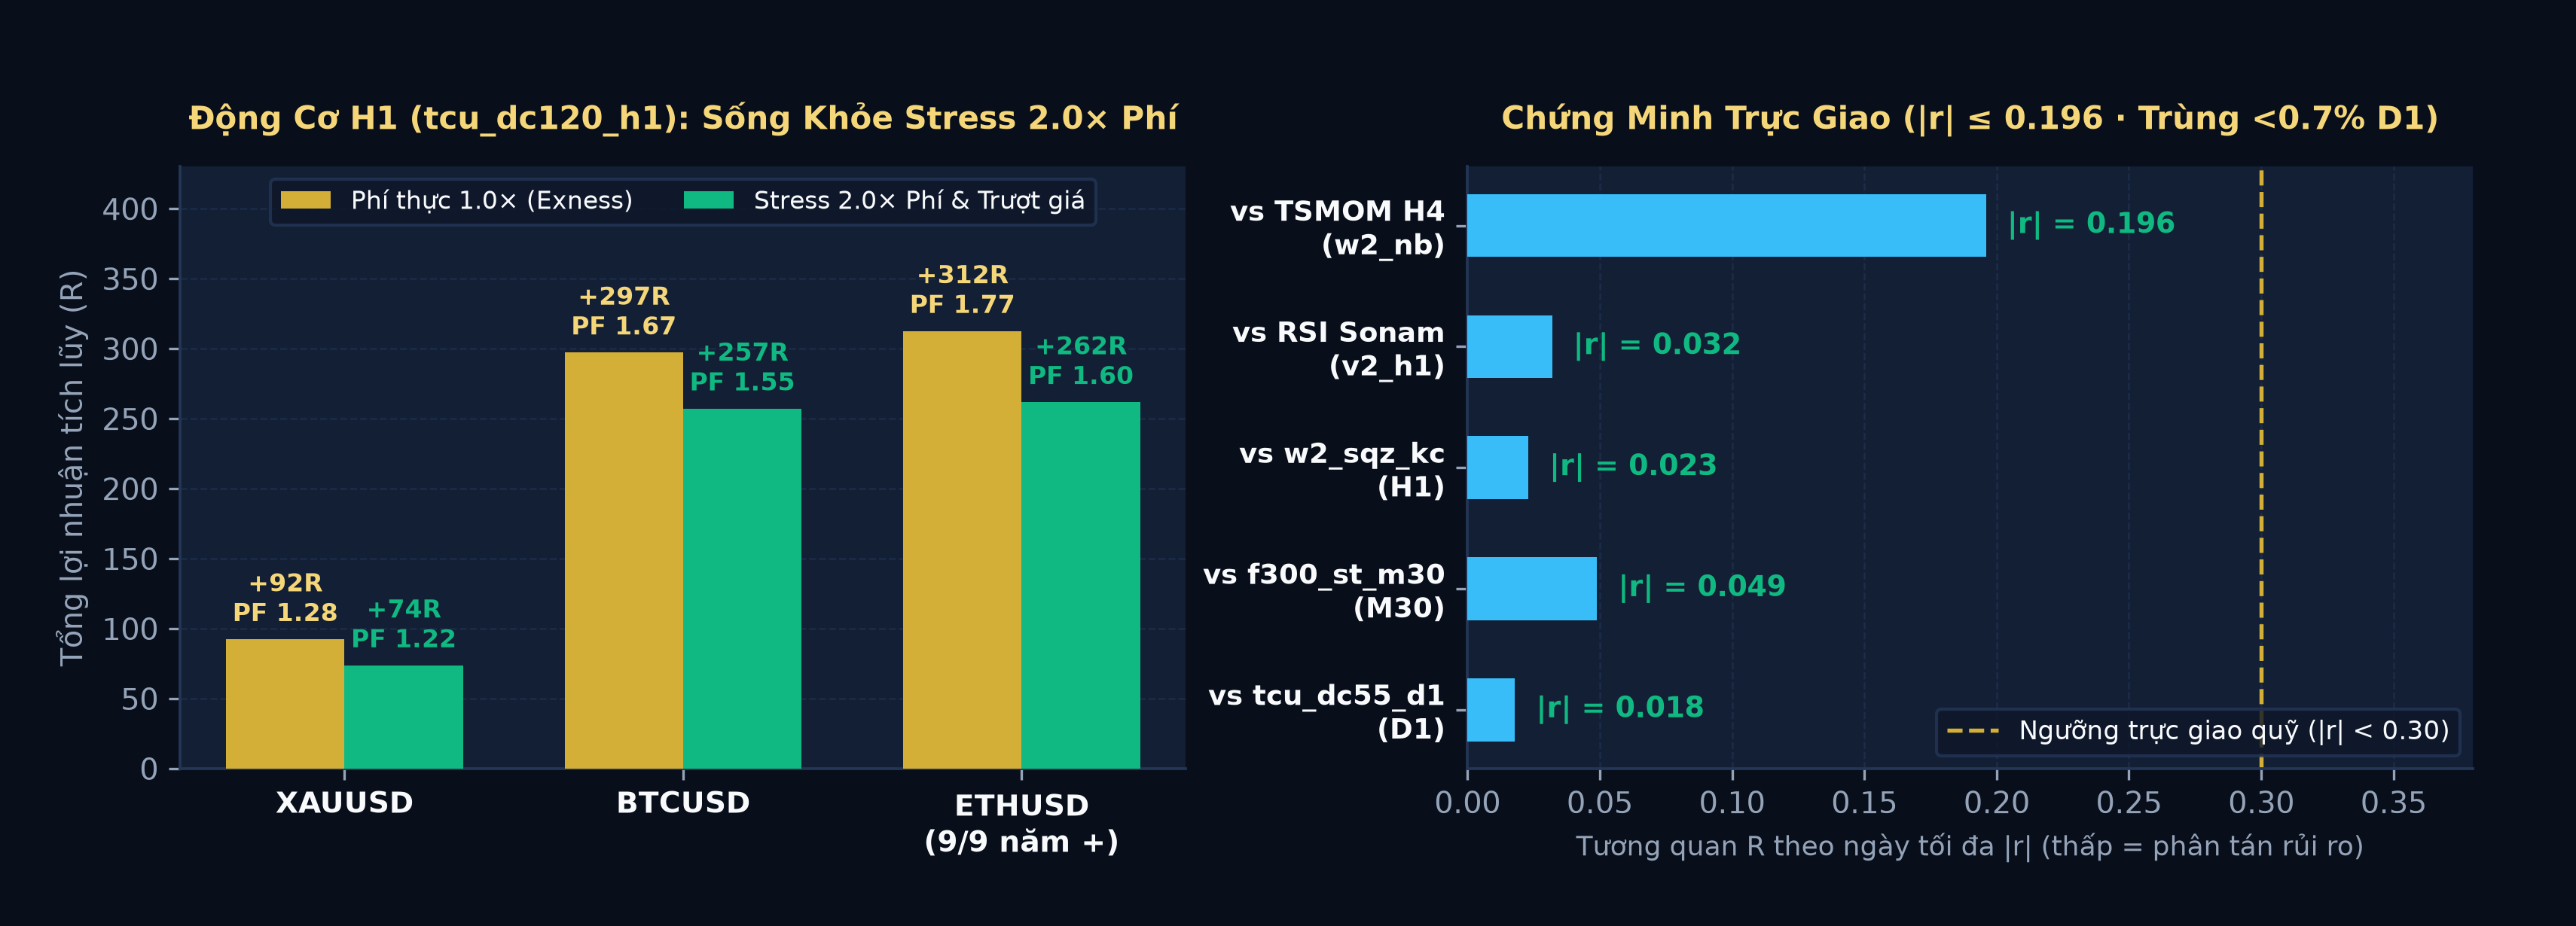 Động Cơ H1 (tcu_dc120_h1): Sống Khỏe Stress 2.0× Phí
Phí thực 1.0× (Exness)
Stress 2.0× Phí & Trượt giá
Tổng lợi nhuận tích lũy (R)
400
350
300
250
200
150
100
50
0
+92R
PF 1.28
+74R
PF 1.22
+297R
PF 1.67
+257R
PF 1.55
+312R
PF 1.77
+262R
PF 1.60
XAUUSD
BTCUSD
ETHUSD
(9/9 năm +)
Chứng Minh Trực Giao (|r| ≤ 0.196 · Trùng <0.7% D1)
vs TSMOM H4
(w2_nb)
|r| = 0.196
vs RSI Sonam
(v2_h1)
|r| = 0.032
vs w2_sqz_kc
(H1)
|r| = 0.023
vs f300_st_m30
(M30)
|r| = 0.049
vs tcu_dc55_d1
(D1)
|r| = 0.018
Ngưỡng trực giao quỹ (|r| < 0.30)
0.00
0.05
0.10
0.15
0.20
0.25
0.30
0.35
Tương quan R theo ngày tối đa |r| (thấp = phân tán rủi ro)